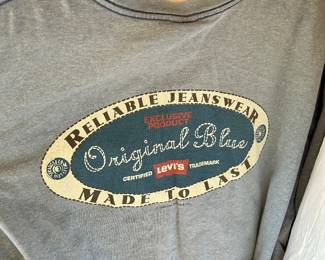 RELIABLE JEANSWEAR
EXCLUSIVE
PRODUCT
Original Blue
CERTIFIED Levi's TRADEMARK
MADE TO LAST